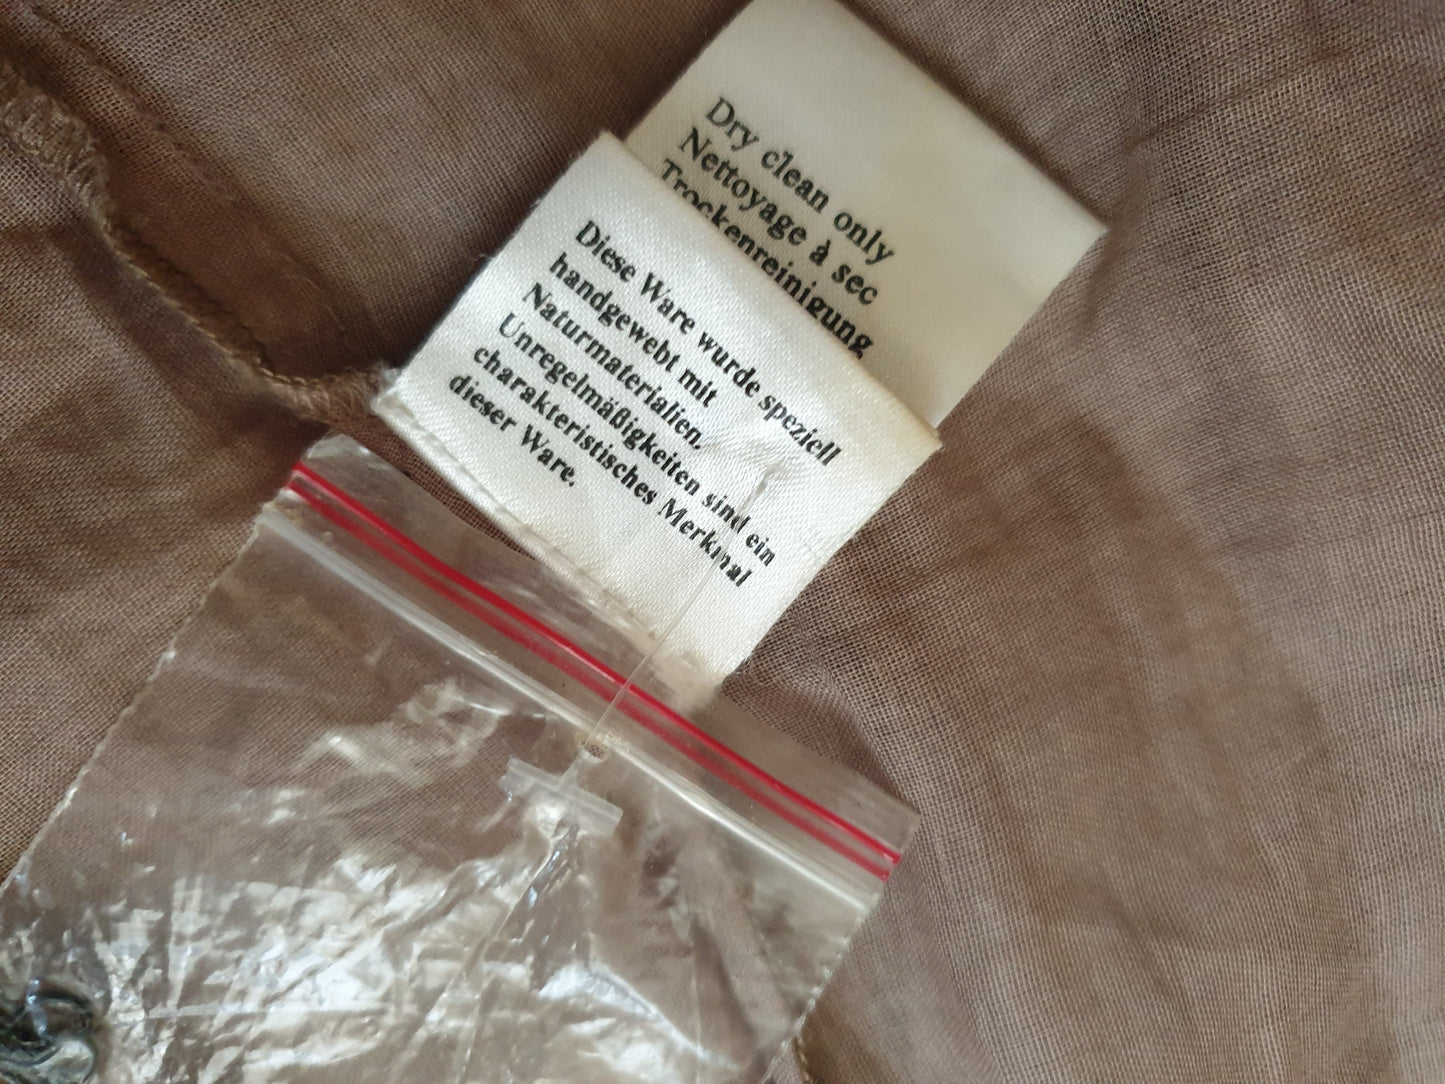 Dry clean only
Nettoyage à sec
Trockenreinigung
Diese Ware wurde speziell
handgewebt mit
Naturmaterialien,
Unregelmäßigkeiten sind ein
charakteristisches Merkmal
dieser Ware.